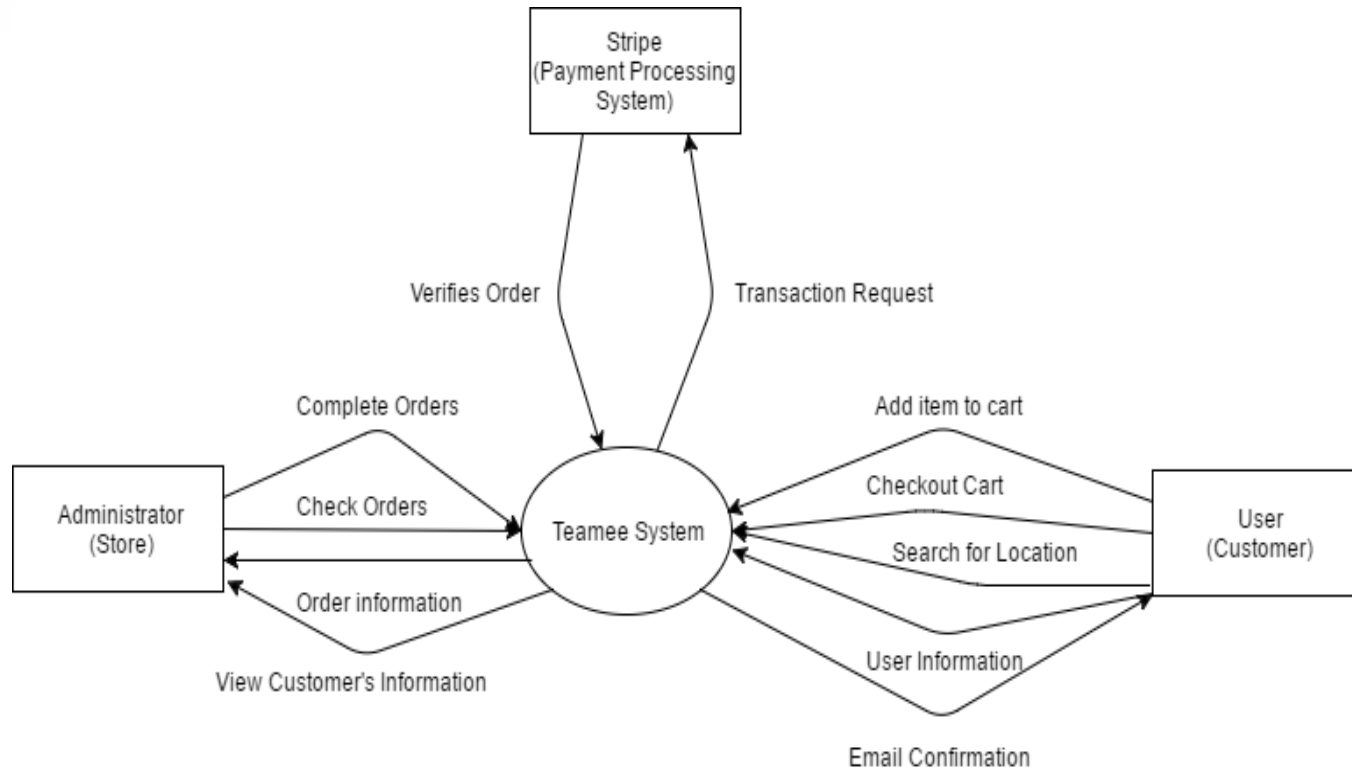 Stripe
(Payment Processing
System)
Verifies Order
Transaction Request
Complete Orders
Add item to cart
Check Orders
Checkout Cart
Administrator
(Store)
Teamee System
User
(Customer)
Search for Location
Order information
User Information
View Customer's Information
Email Confirmation